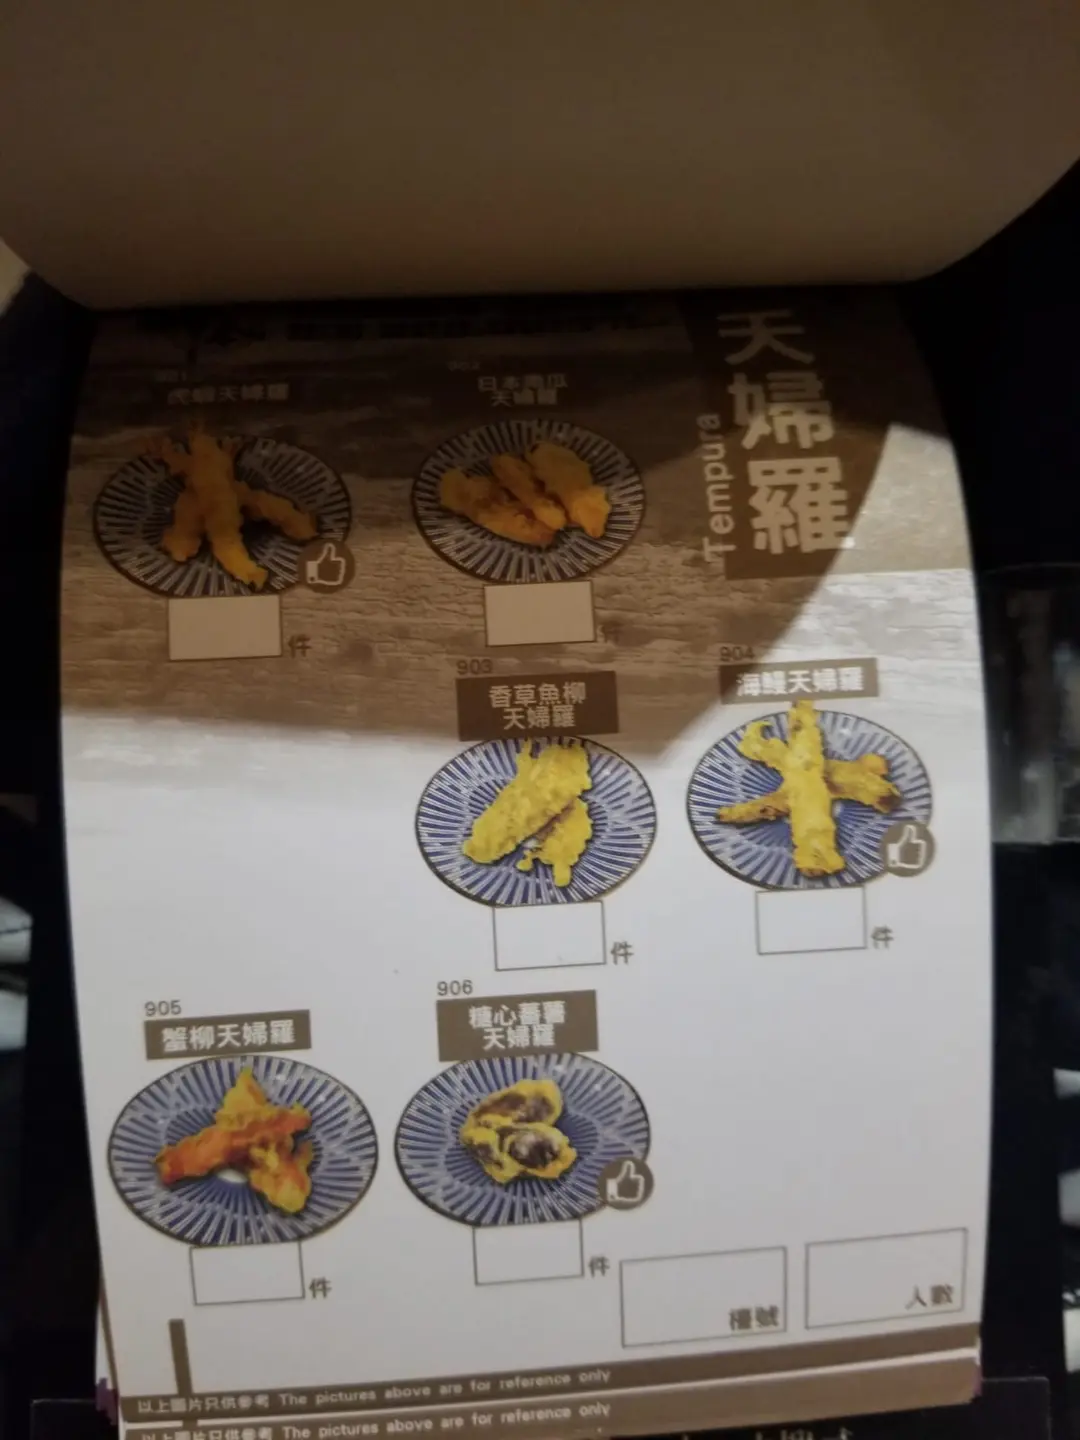 天婦羅
Tempura
虎蝦天婦羅
日本南瓜
天婦羅
件
件
903
香草魚柳
天婦羅
904
海鰻天婦羅
件
件
905
蟹柳天婦羅
906
糖心蕃薯
天婦羅
件
件
檯號
人數
以上圖片只供參考 The pictures above are for reference only
以上圖片只供參考 The pictures above are for reference only